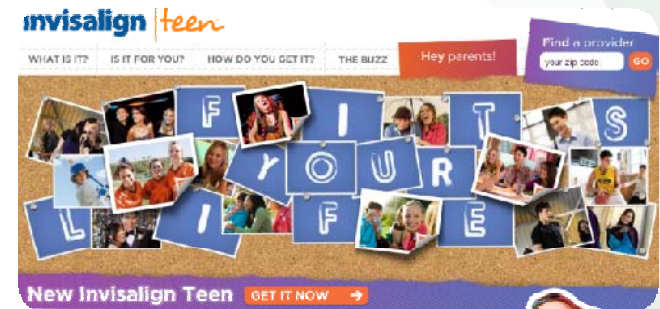 invisalign teen
Find a provider
WHAT IS IT? IS IT FOR YOU? HOW DO YOU GET IT? THE BUZZ Hey parents! your zip code GO
FITS
YOUR
LIFE
New Invisalign Teen GET IT NOW